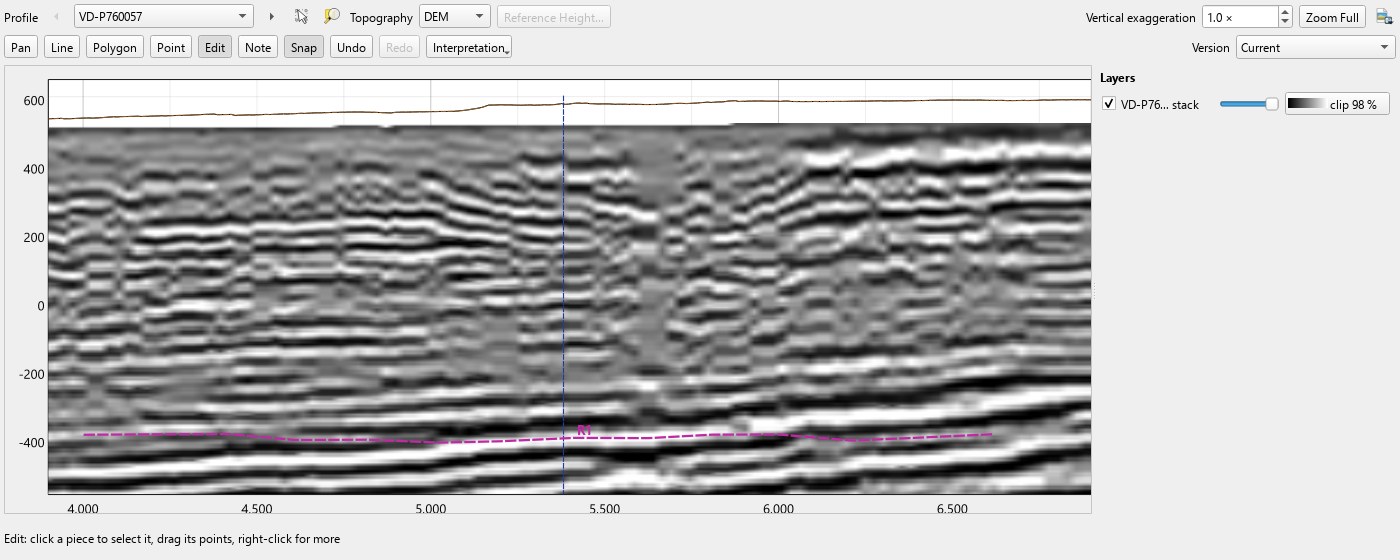 Profile VD-P760057 Topography DEM Reference Height... Vertical exaggeration 1.0 × Zoom Full
Pan Line Polygon Point Edit Note Snap Undo Redo Interpretation Version Current
Layers
VD-P76... stack clip 98 %
600
400
200
0
-200
R1
-400
4.000 4.500 5.000 5.500 6.000 6.500
Edit: click a piece to select it, drag its points, right-click for more